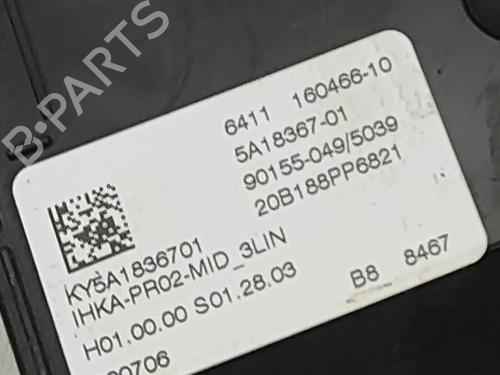 B-PARTS
6411 160466-10
5A18367-01
90155-049/5039
20B188PP6821
KY5A1836701
IHKA-PR02-MID_3LIN
H01.00.00 S01.28.03
B8 8467
00706